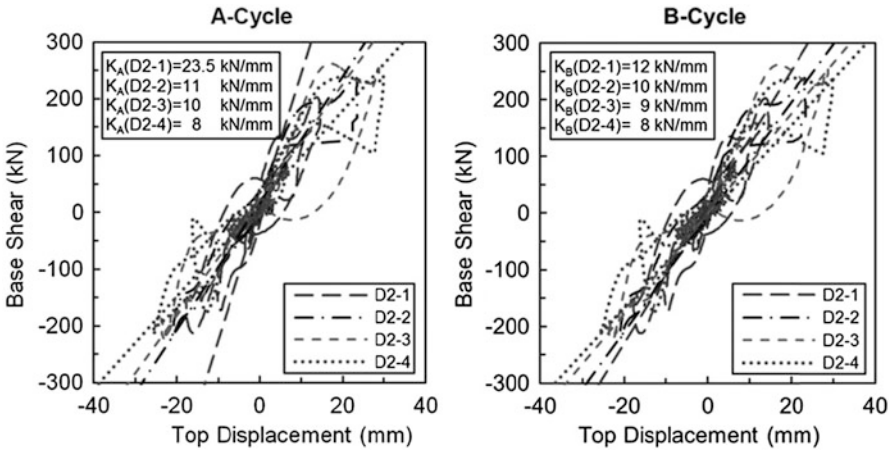 A-Cycle
300
200
100
0
-100
-200
-300
Base Shear (kN)
K_A(D2-1)=23.5 kN/mm
K_A(D2-2)=11 kN/mm
K_A(D2-3)=10 kN/mm
K_A(D2-4)= 8 kN/mm
D2-1
D2-2
D2-3
D2-4
-40 -20 0 20 40
Top Displacement (mm)
B-Cycle
300
200
100
0
-100
-200
-300
Base Shear (kN)
K_B(D2-1)=12 kN/mm
K_B(D2-2)=10 kN/mm
K_B(D2-3)= 9 kN/mm
K_B(D2-4)= 8 kN/mm
D2-1
D2-2
D2-3
D2-4
-40 -20 0 20 40
Top Displacement (mm)